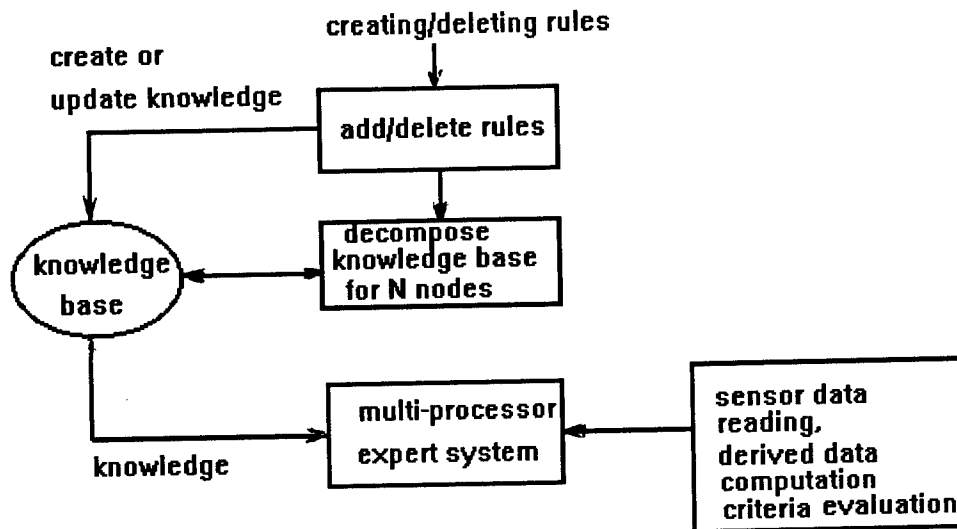 creating/deleting rules
create or
update knowledge
add/delete rules
decompose
knowledge base
for N nodes
knowledge
base
multi-processor
expert system
knowledge
sensor data
reading,
derived data
computation
criteria evaluation